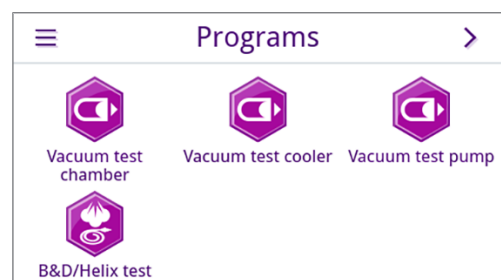 Programs
Vacuum test
chamber
Vacuum test cooler
Vacuum test pump
B&D/Helix test